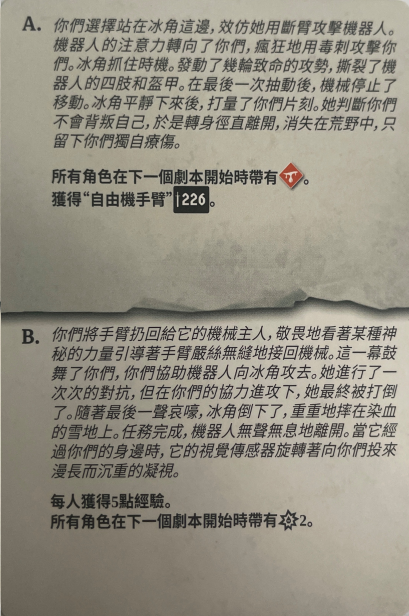 A. 你們選擇站在冰角這邊，效仿她用斷臂攻擊機器人。
機器人的注意力轉向了你們，瘋狂地用毒刺攻擊你
們。冰角抓住時機。發動了幾輪致命的攻勢，撕裂了機
器人的四肢和盔甲。在最後一次抽動後，機械停止了
移動。冰角平靜下來後，打量了你們片刻。她判斷你們
不會背叛自己，於是轉身徑直離開，消失在荒野中，只
留下你們獨自療傷。
所有角色在下一個劇本開始時帶有。
獲得“自由機手臂”226。
B. 你們將手臂扔回給它的機械主人，敬畏地看著某種神
秘的力量引導著手臂嚴絲無縫地接回機械。這一幕鼓
舞了你們，你們協助機器人向冰角攻去。她進行了一
次次的對抗，但在你們的協力進攻下，她最終被打倒
了。隨著最後一聲哀嚎，冰角倒下了，重重地摔在染血
的雪地上。任務完成，機器人無聲無息地離開。當它經
過你們的身邊時，它的視覺傳感器旋轉著向你們投來
漫長而沉重的凝視。
每人獲得5點經驗。
所有角色在下一個劇本開始時帶有2。